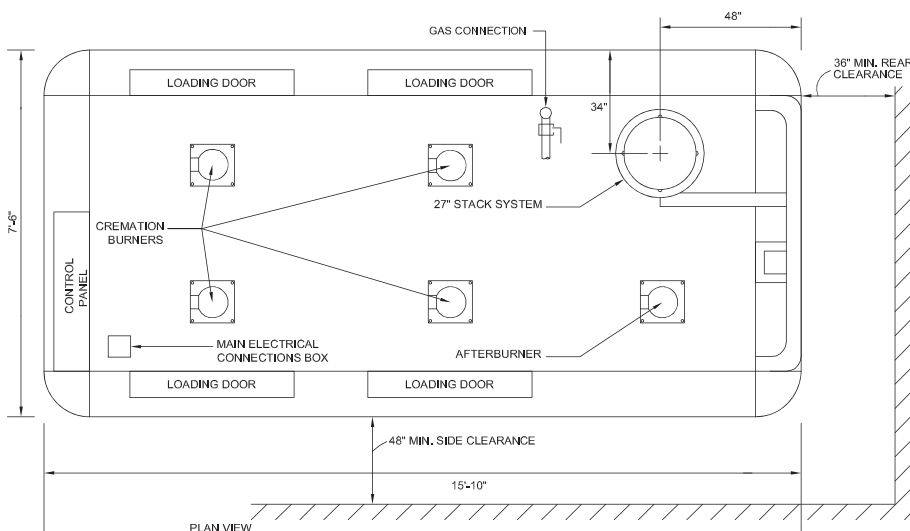 48"
GAS CONNECTION
36" MIN. REAR
CLEARANCE
LOADING DOOR
LOADING DOOR
34"
27" STACK SYSTEM
7'-6"
CREMATION
BURNERS
CONTROL
PANEL
MAIN ELECTRICAL
CONNECTIONS BOX
AFTERBURNER
LOADING DOOR
LOADING DOOR
48" MIN. SIDE CLEARANCE
15'-10"
PLAN VIEW